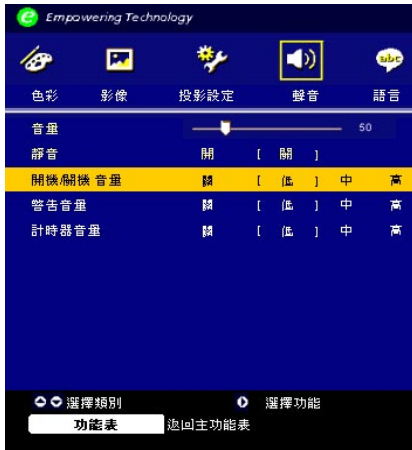 e Empowering Technology
abc
色彩 影像 投影設定 聲音 語言
音量 50
靜音 開 [ 開 ]
開機/關機 音量 關 [ 低 ] 中 高
警告音量 關 [ 低 ] 中 高
計時器音量 關 [ 低 ] 中 高
選擇類別 選擇功能
功能表 返回主功能表